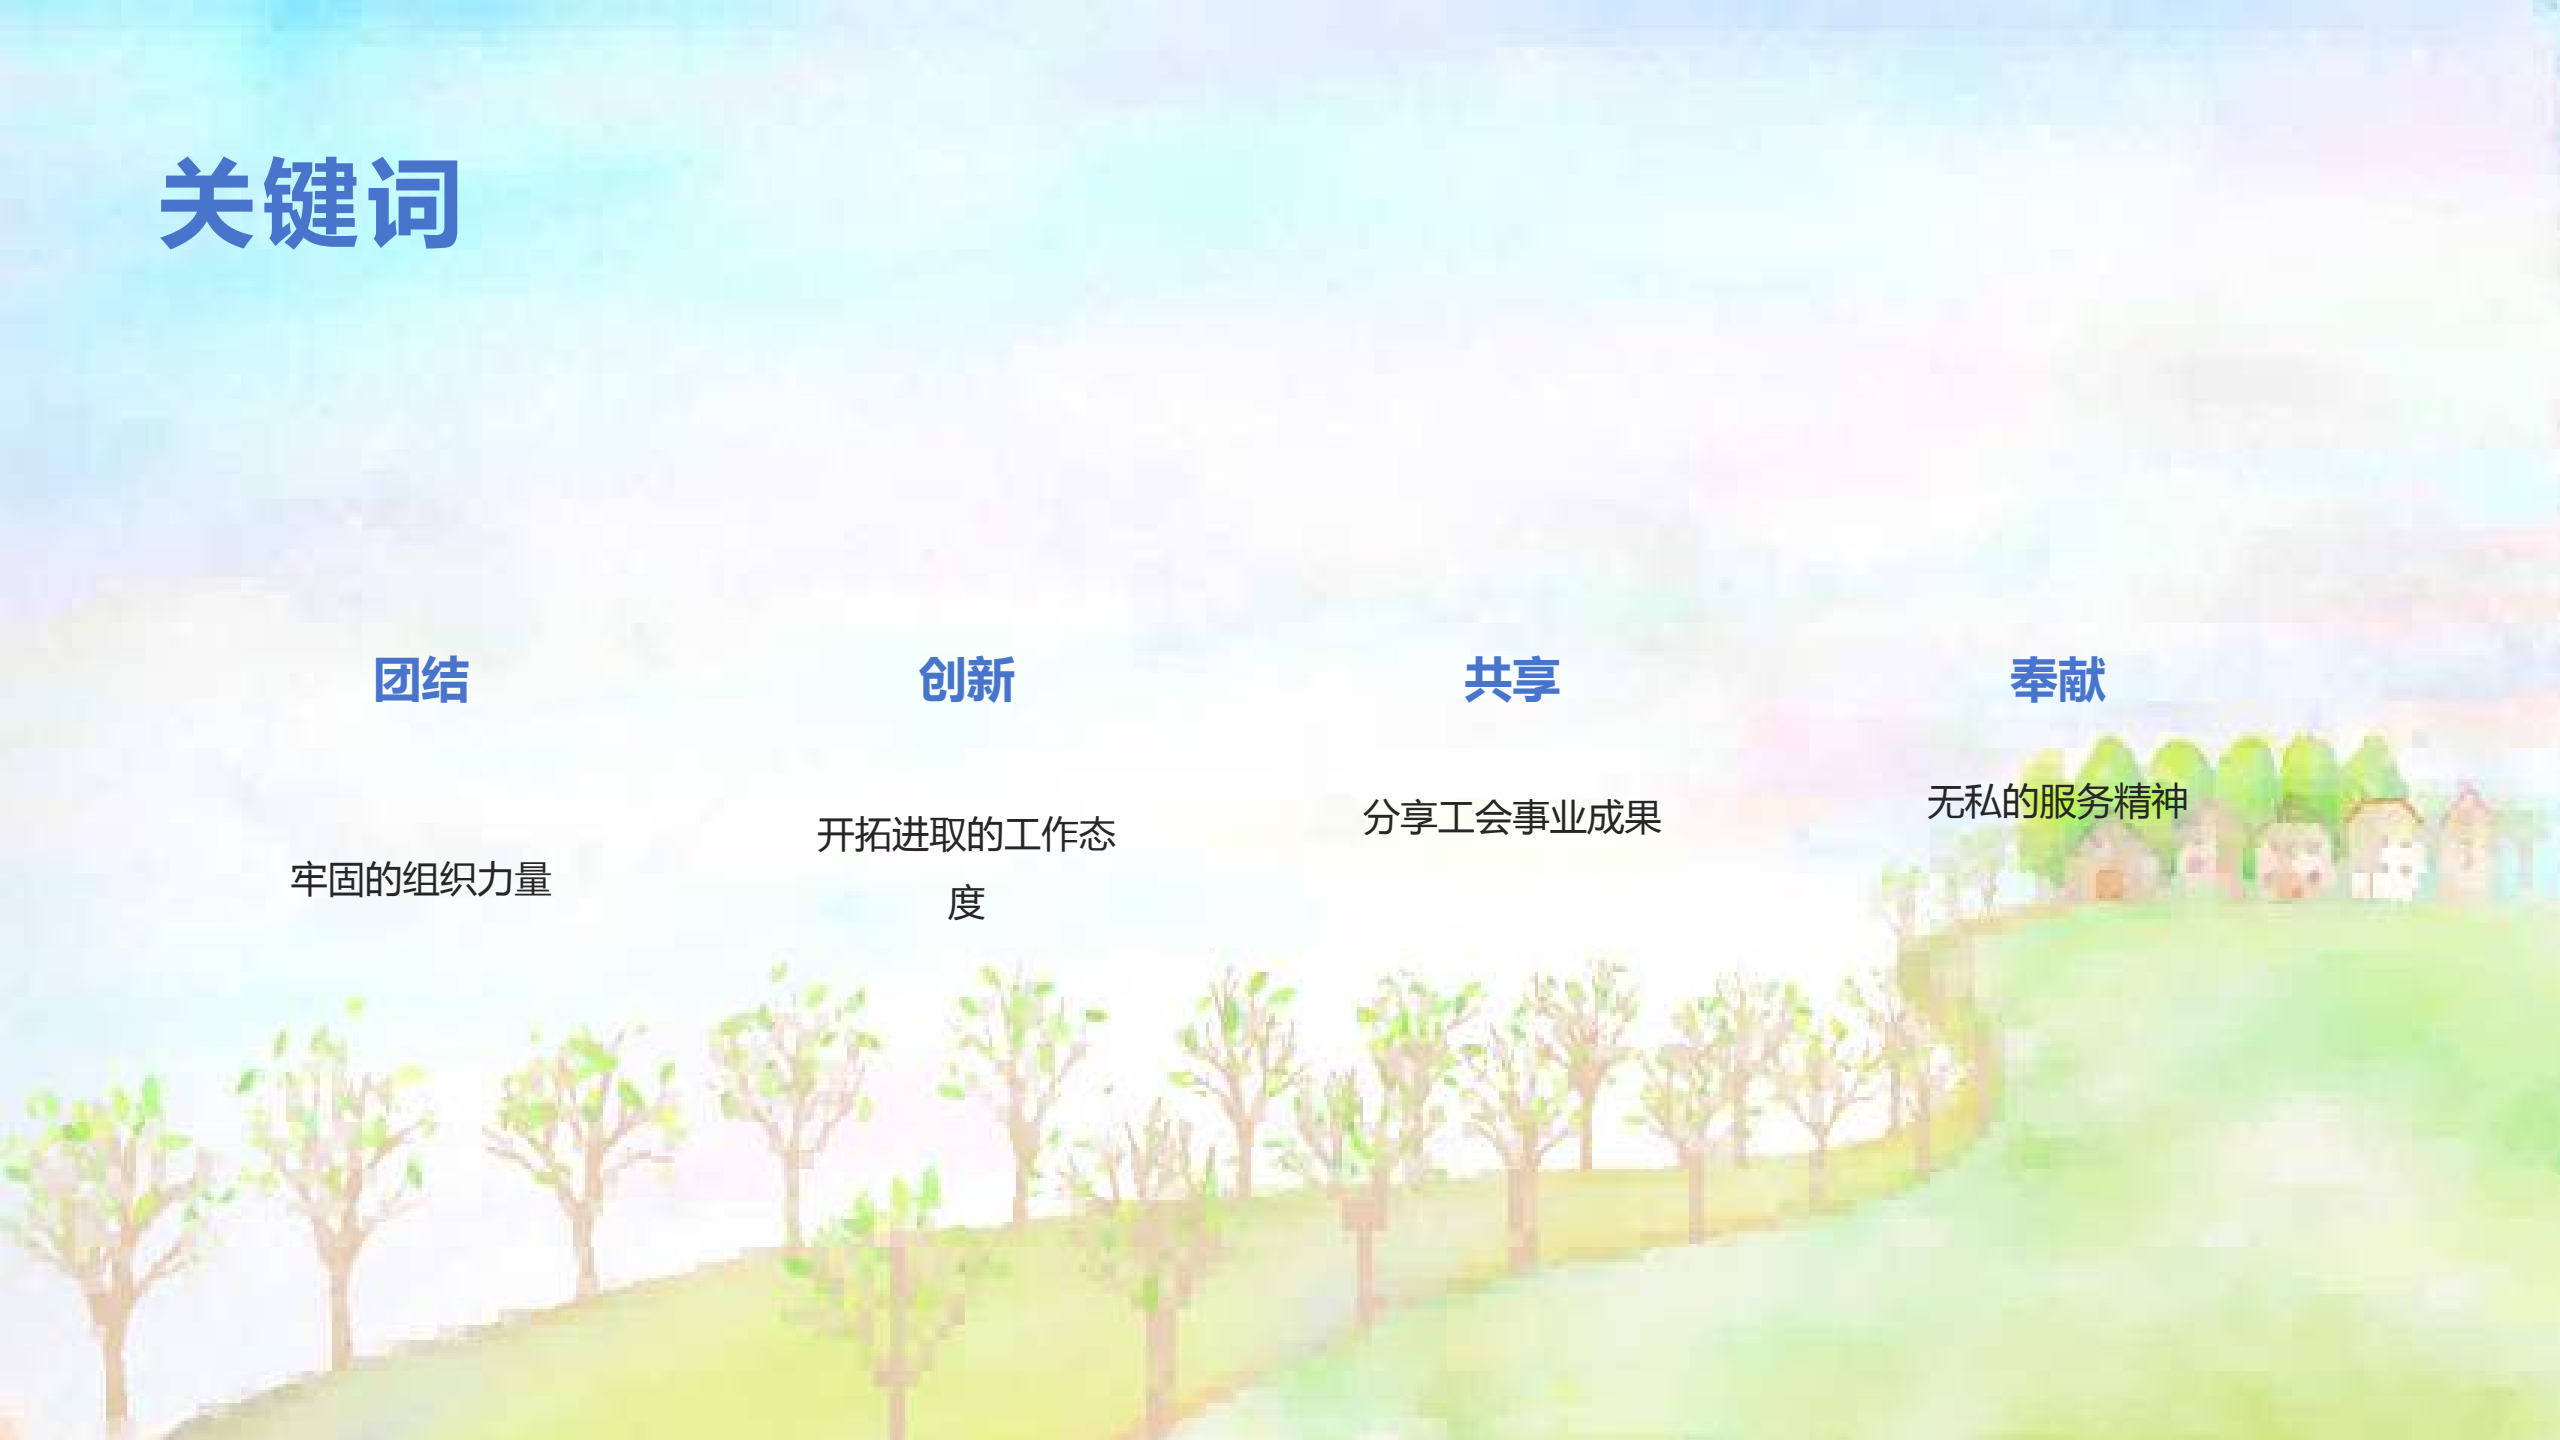 关键词
团结
牢固的组织力量
创新
开拓进取的工作态
度
共享
分享工会事业成果
奉献
无私的服务精神